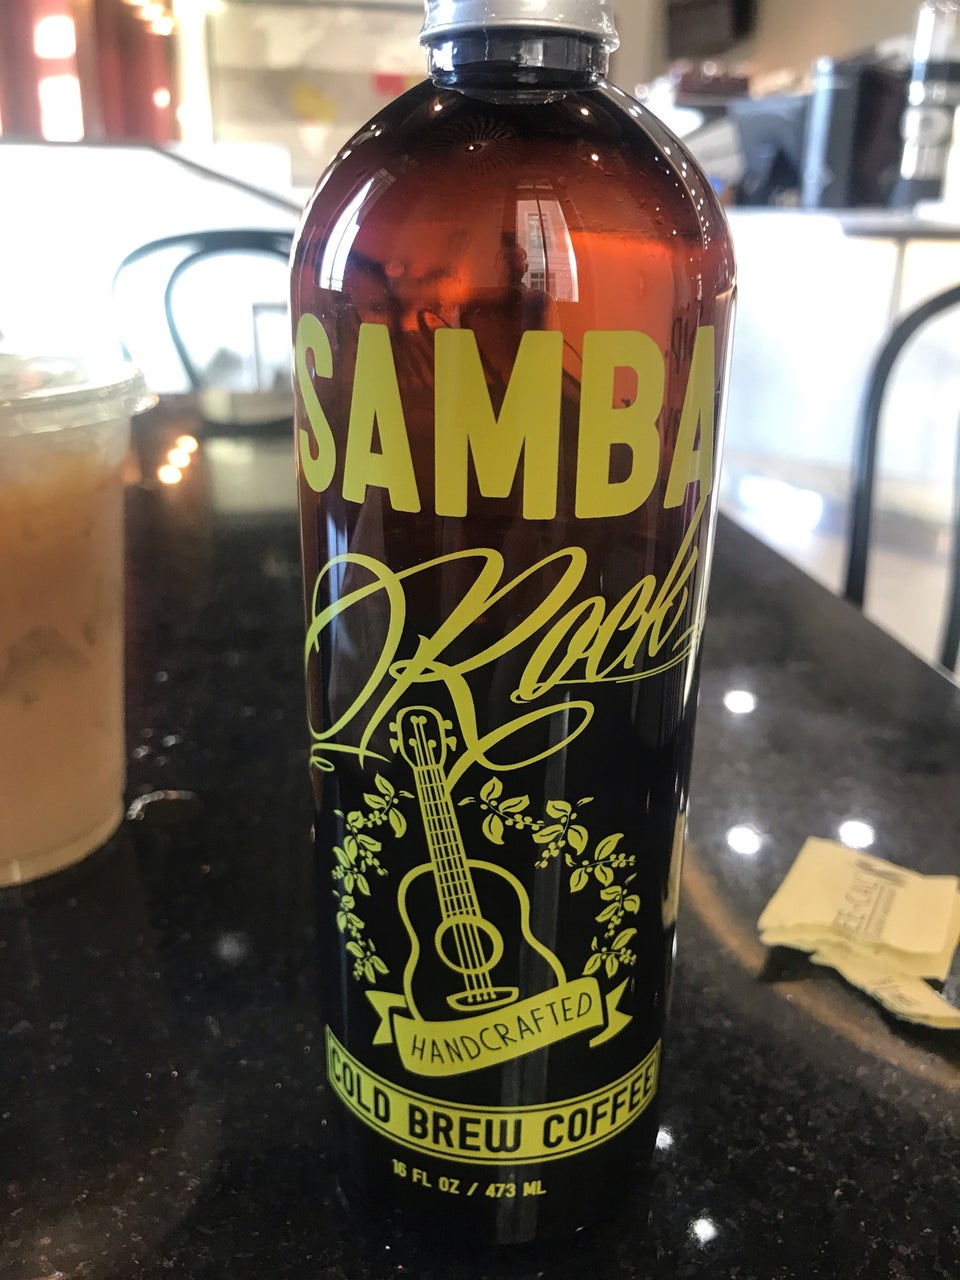 SAMBA
Rock
HANDCRAFTED
COLD BREW COFFEE
16 FL OZ / 473 ML